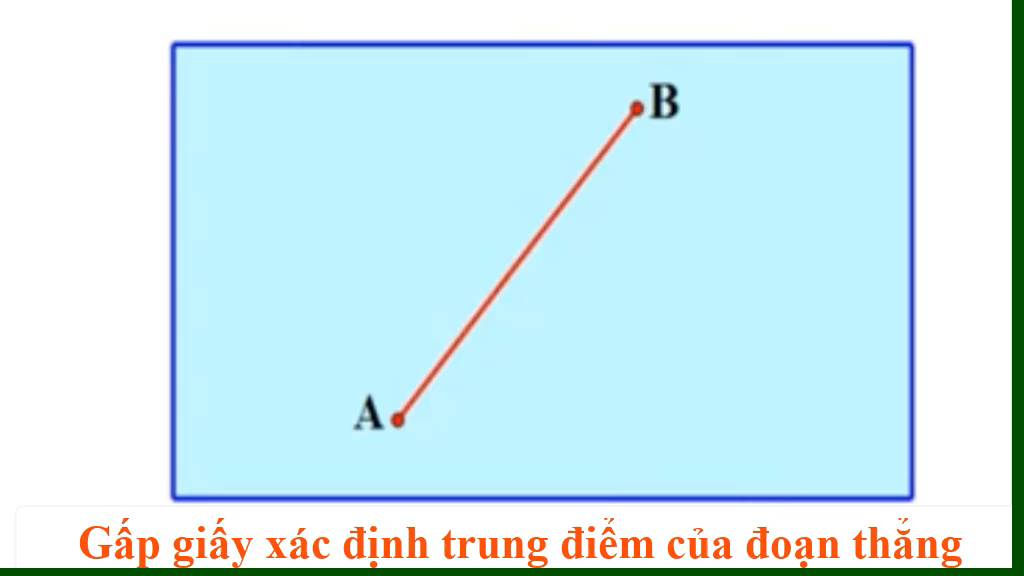 B
A
Gấp giấy xác định trung điểm của đoạn thẳng